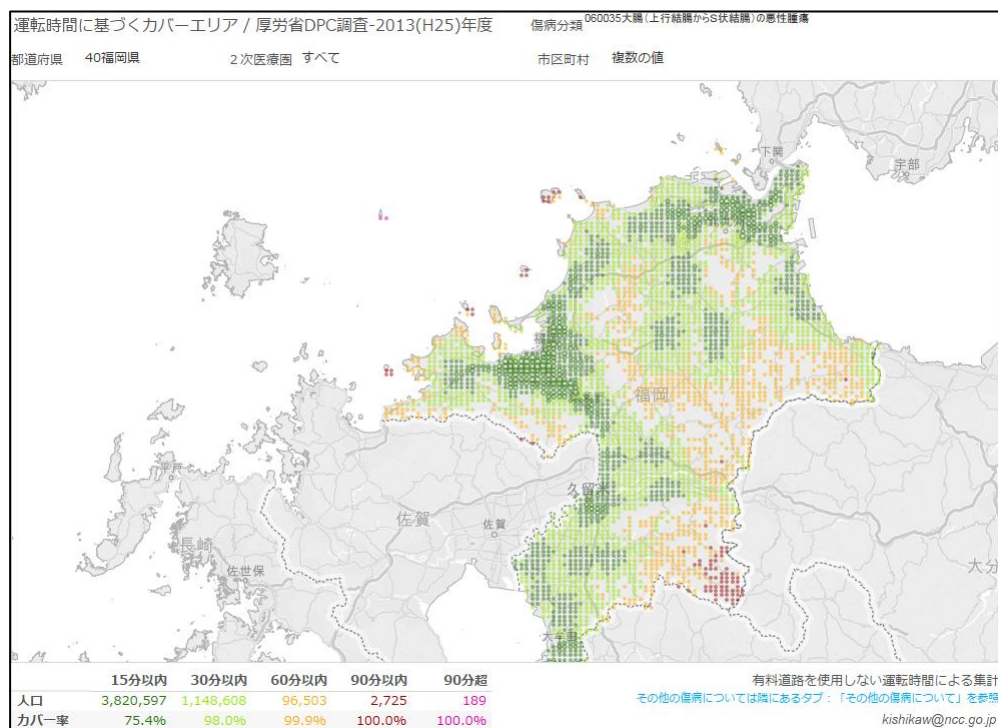 運転時間に基づくカバーエリア / 厚労省DPC調査-2013(H25)年度
傷病分類 060035大腸(上行結腸からS状結腸)の悪性腫瘍
都道府県 40福岡県 2次医療圏 すべて 市区町村 複数の値
下関
宇部
福岡
平戸
久留米
佐賀
佐賀
長崎
佐世保
大分
大牟田
15分以内 30分以内 60分以内 90分以内 90分超
人口 3,820,597 1,148,608 96,503 2,725 189
カバー率 75.4% 98.0% 99.9% 100.0% 100.0%
有料道路を使用しない運転時間による集計
その他の傷病については隣にあるタブ：「その他の傷病について」を参照
kishikaw@ncc.go.jp